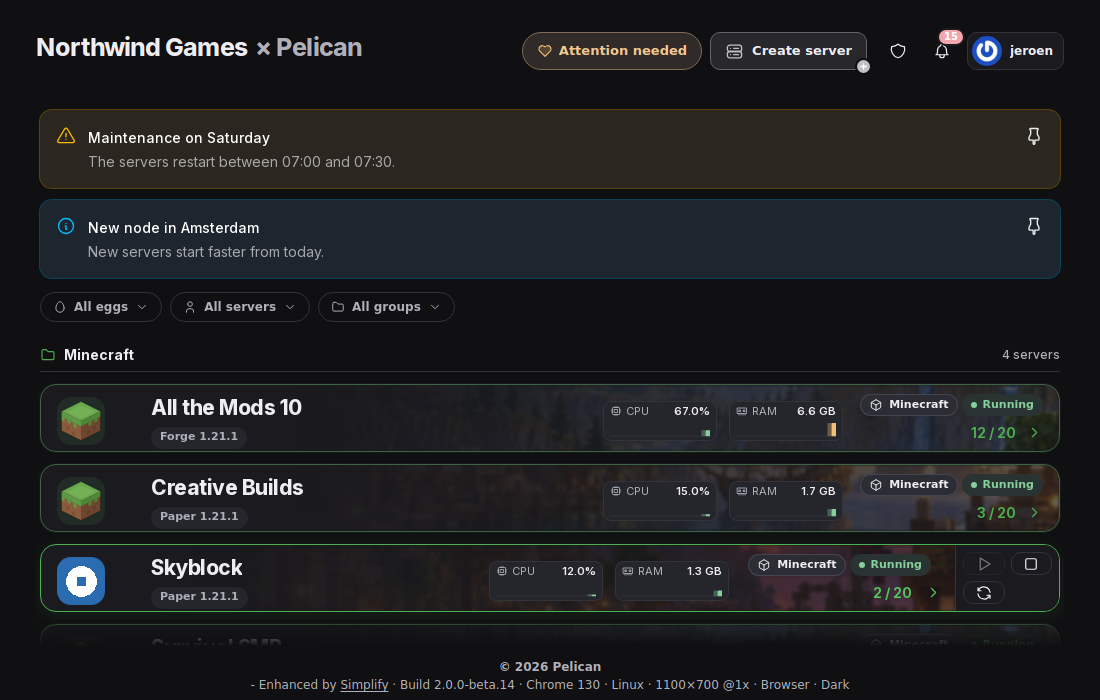 Northwind Games × Pelican
Attention needed
Create server
15
jeroen
Maintenance on Saturday
The servers restart between 07:00 and 07:30.
New node in Amsterdam
New servers start faster from today.
All eggs
All servers
All groups
Minecraft
4 servers
All the Mods 10
Forge 1.21.1
CPU 67.0%
RAM 6.6 GB
Minecraft
Running
12 / 20
Creative Builds
Paper 1.21.1
CPU 15.0%
RAM 1.7 GB
Minecraft
Running
3 / 20
Skyblock
Paper 1.21.1
CPU 12.0%
RAM 1.3 GB
Minecraft
Running
2 / 20
Survival SMP
Minecraft
Running
© 2026 Pelican
- Enhanced by Simplify · Build 2.0.0-beta.14 · Chrome 130 · Linux · 1100×700 @1x · Browser · Dark